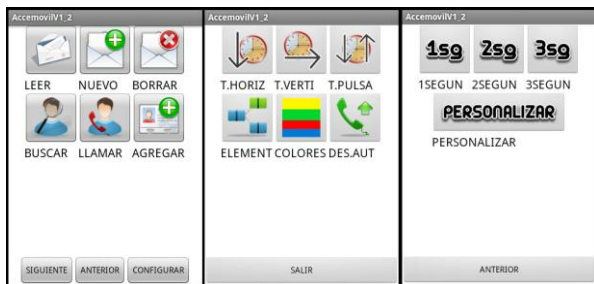 AccemovilV1_2
LEER NUEVO BORRAR
BUSCAR LLAMAR AGREGAR
SIGUIENTE ANTERIOR CONFIGURAR
AccemovilV1_2
T.HORIZ T.VERTI T.PULSA
ELEMENT COLORES DES.AUT
SALIR
AccemovilV1_2
1sg 2sg 3sg
1SEGUN 2SEGUN 3SEGUN
PERSONALIZAR
PERSONALIZAR
ANTERIOR